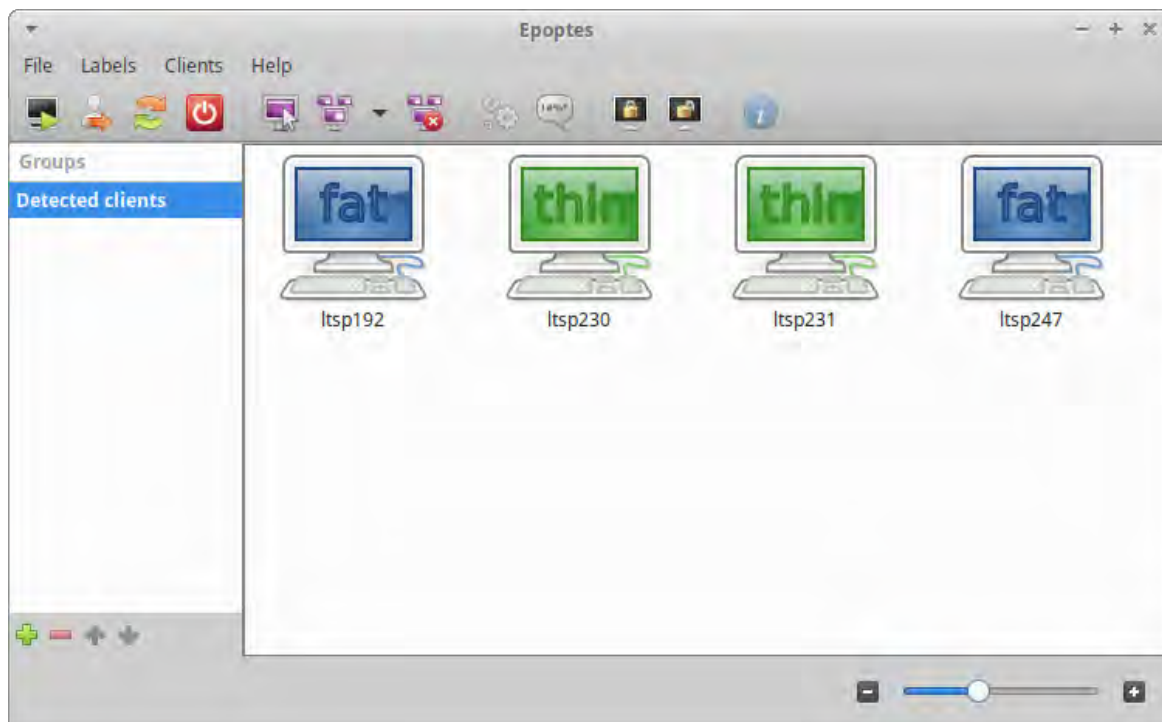 Epoptes
File Labels Clients Help
Groups
Detected clients
fat thin thin fat
ltsp192 ltsp230 ltsp231 ltsp247